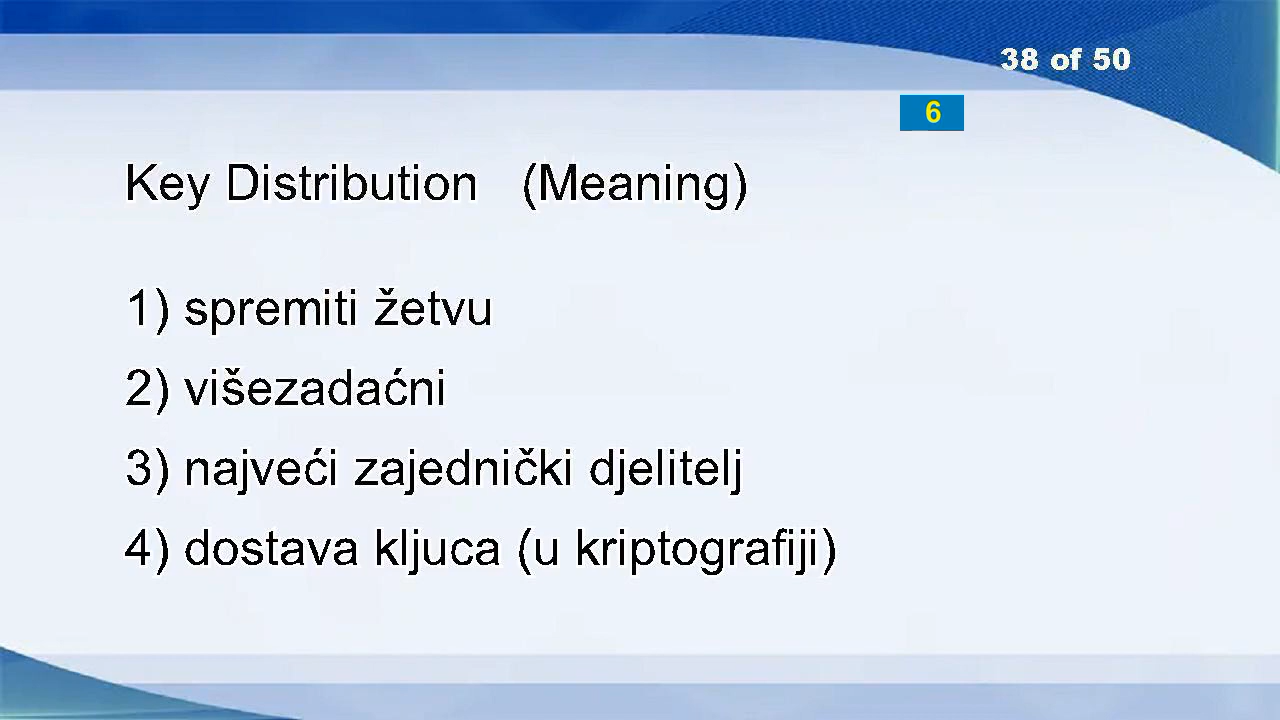 38 of 50
6
Key Distribution (Meaning)
1) spremiti žetvu
2) višezadaćni
3) najveći zajednički djelitelj
4) dostava kljuca (u kriptografiji)